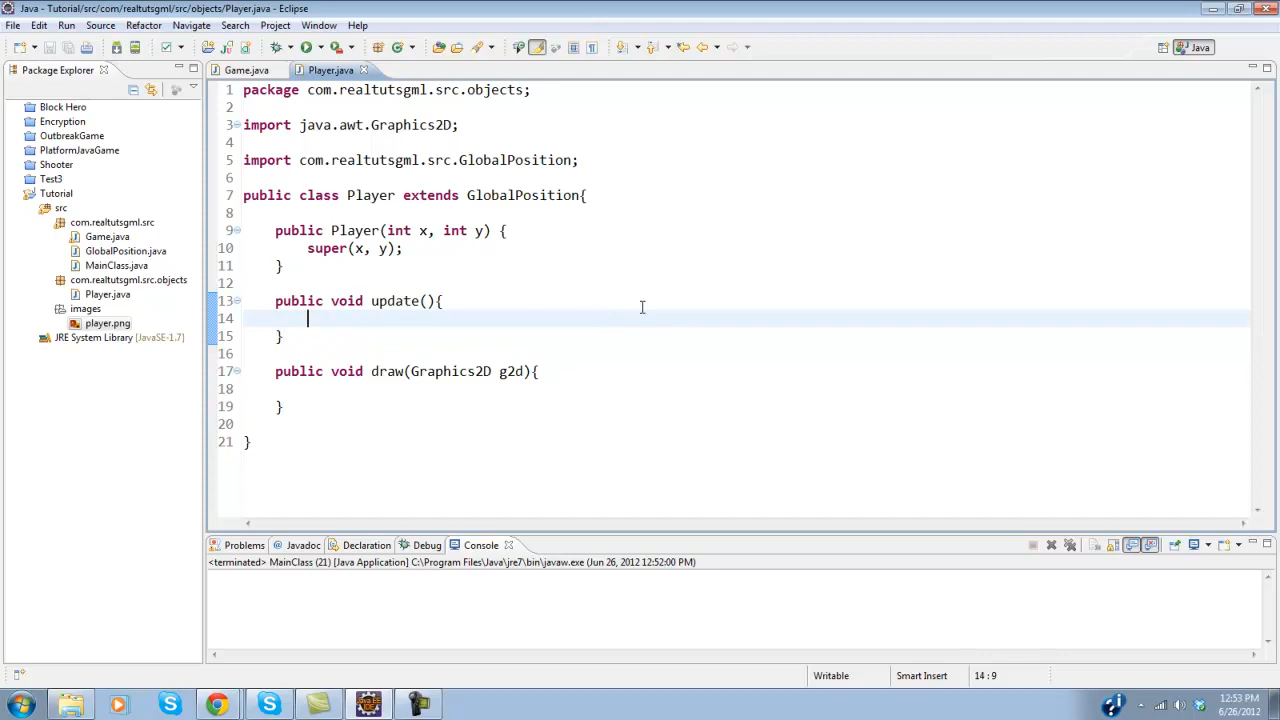 Java - Tutorial/src/com/realtutsgml/src/objects/Player.java - Eclipse
File Edit Run Source Refactor Navigate Search Project Window Help
Java
Package Explorer
Game.java Player.java
Block Hero
Encryption
OutbreakGame
PlatformJavaGame
Shooter
Test3
Tutorial
src
com.realtutsgml.src
Game.java
GlobalPosition.java
MainClass.java
com.realtutsgml.src.objects
Player.java
images
player.png
JRE System Library [JavaSE-1.7]
1 package com.realtutsgml.src.objects;
2
3 import java.awt.Graphics2D;
4
5 import com.realtutsgml.src.GlobalPosition;
6
7 public class Player extends GlobalPosition{
8
9 public Player(int x, int y) {
10 super(x, y);
11 }
12
13 public void update(){
14
15 }
16
17 public void draw(Graphics2D g2d){
18
19 }
20
21 }
Problems @ Javadoc Declaration Debug Console
<terminated> MainClass (21) [Java Application] C:\Program Files\Java\jre7\bin\javaw.exe (Jun 26, 2012 12:52:00 PM)
Writable Smart Insert 14 : 9
12:53 PM
6/26/2012